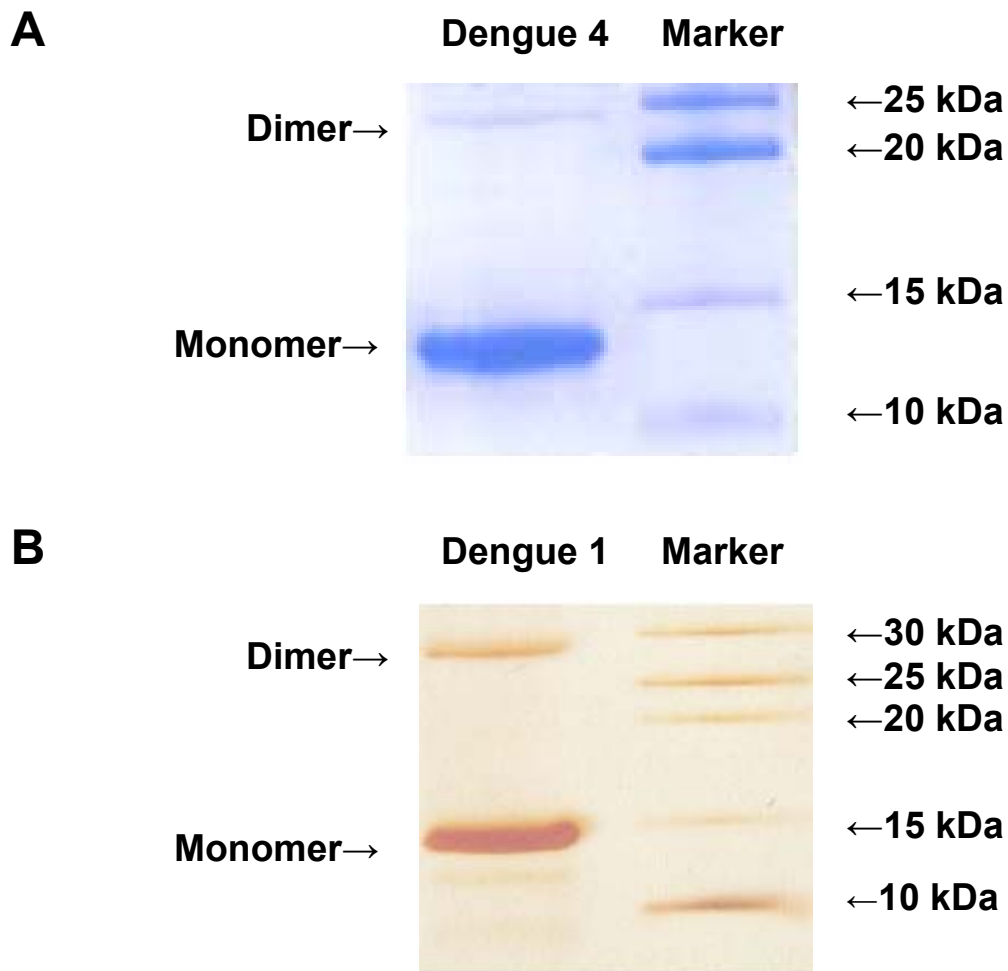 A
Dengue 4 Marker
Dimer→
←25 kDa
←20 kDa
←15 kDa
Monomer→
←10 kDa
B
Dengue 1 Marker
←30 kDa
Dimer→
←25 kDa
←20 kDa
←15 kDa
Monomer→
←10 kDa